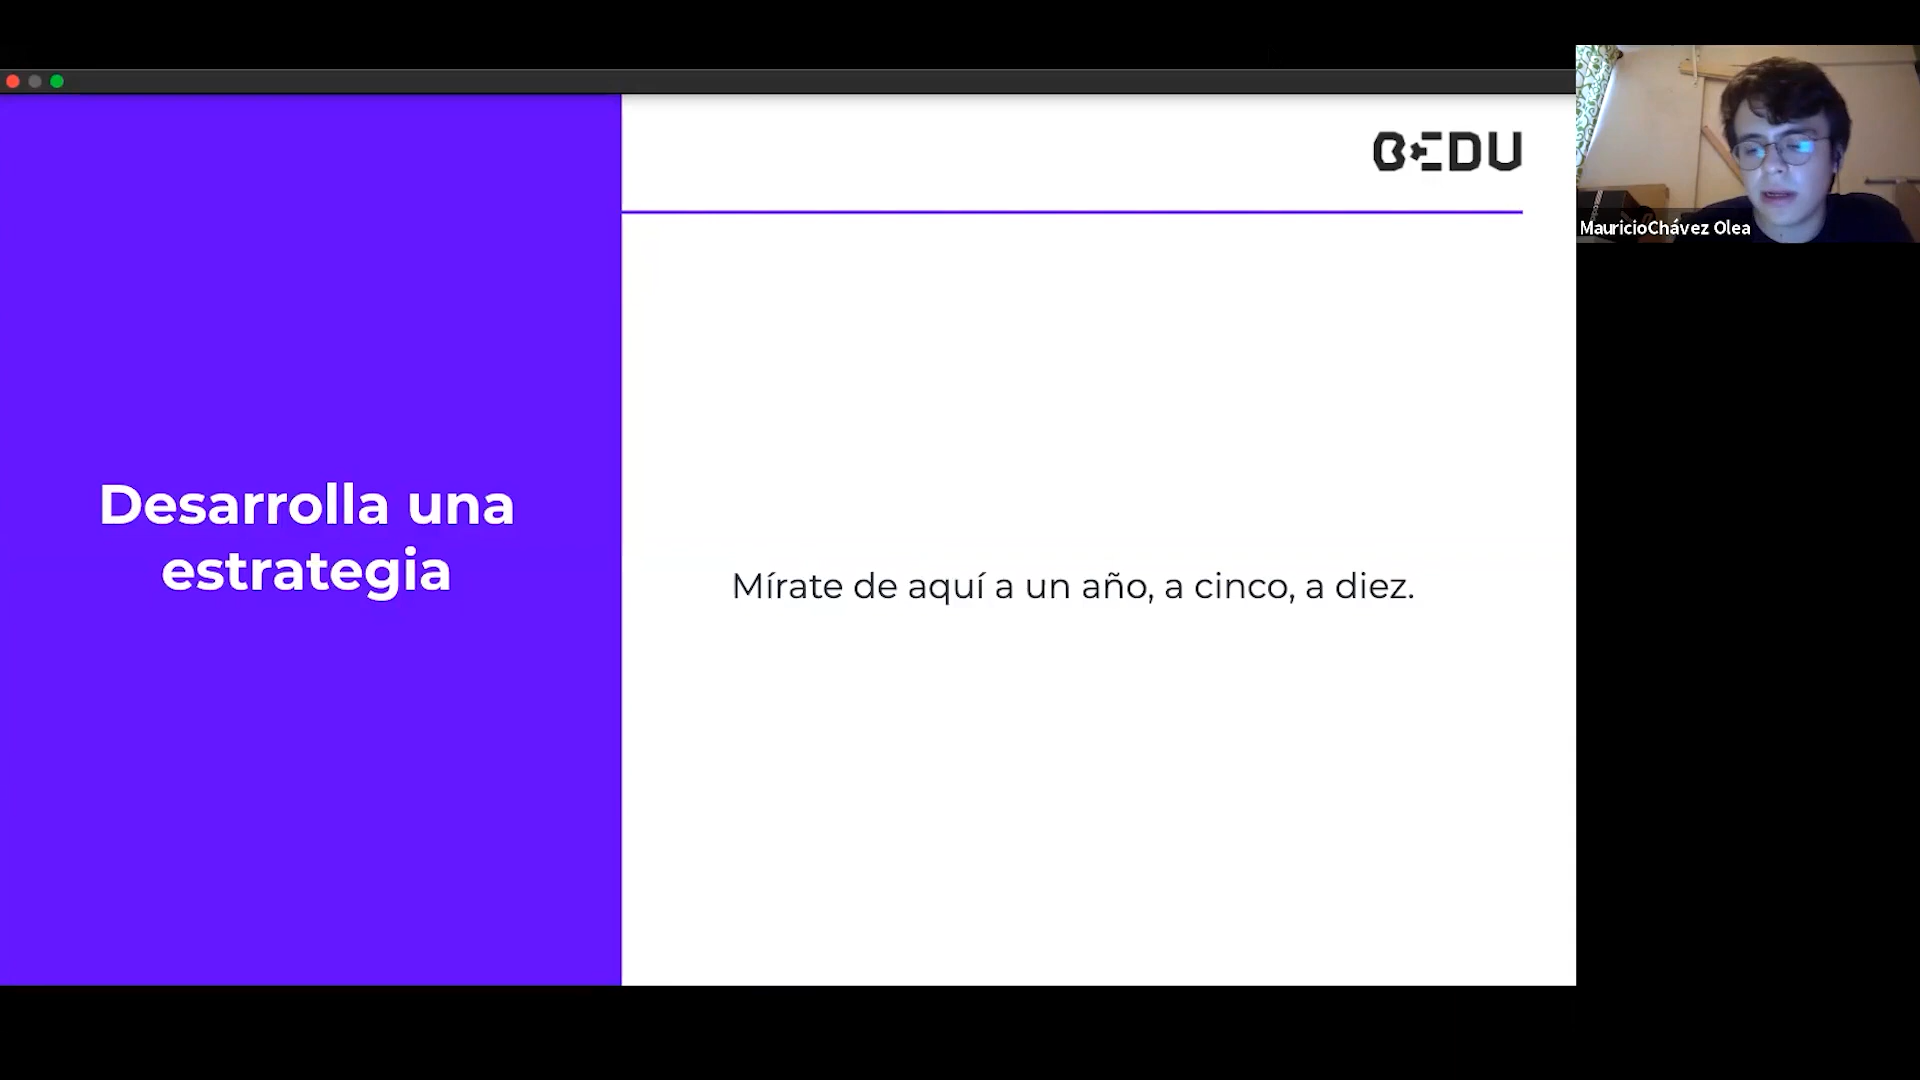 BEDU
Desarrolla una
estrategia
Mírate de aquí a un año, a cinco, a diez.
MauricioChávez Olea